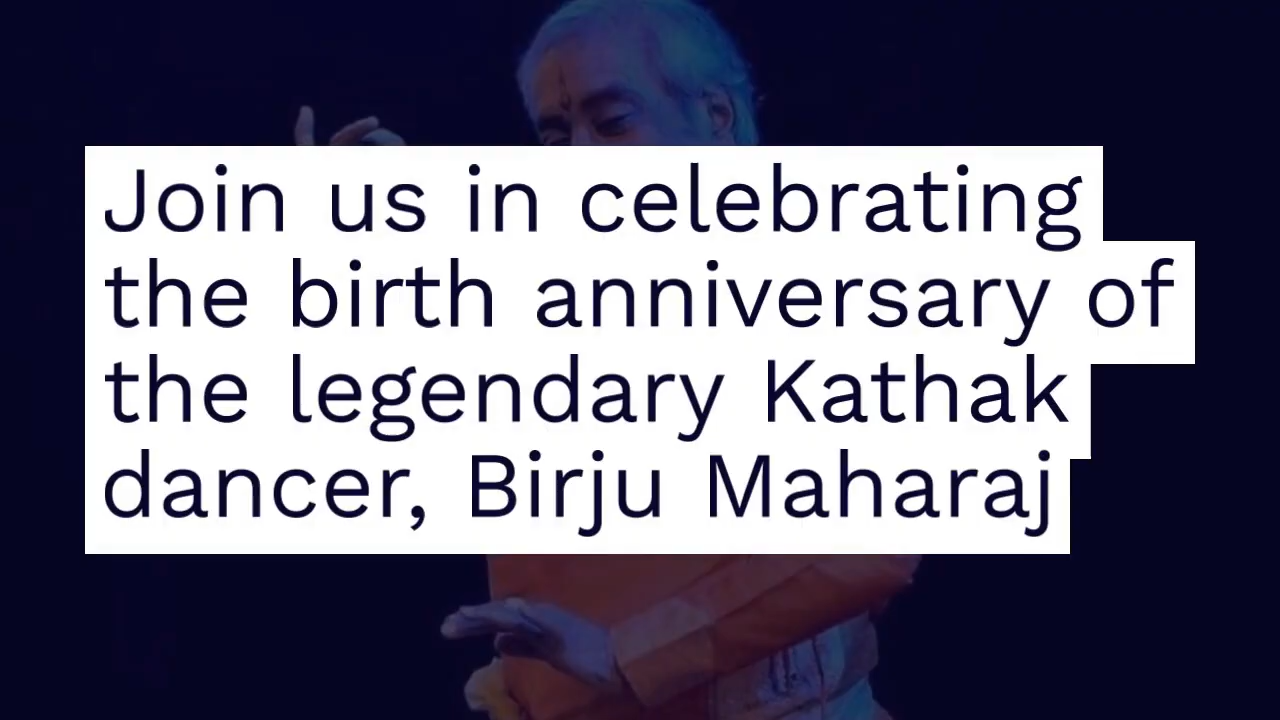 Join us in celebrating
the birth anniversary of
the legendary Kathak
dancer, Birju Maharaj